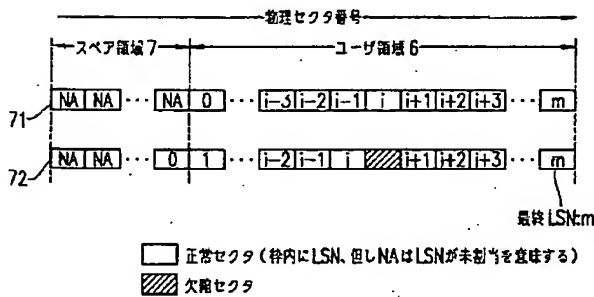 物理セクタ番号
スペア領域7 ユーザ領域6
71 NA NA ··· NA 0 ··· i-3 i-2 i-1 i i+1 i+2 i+3 ··· m
72 NA NA ··· 0 1 ··· i-2 i-1 i i+1 i+2 i+3 ··· m
最終LSN:m
正常セクタ(枠内にLSN、但しNAはLSNが未割当を意味する)
欠陥セクタ